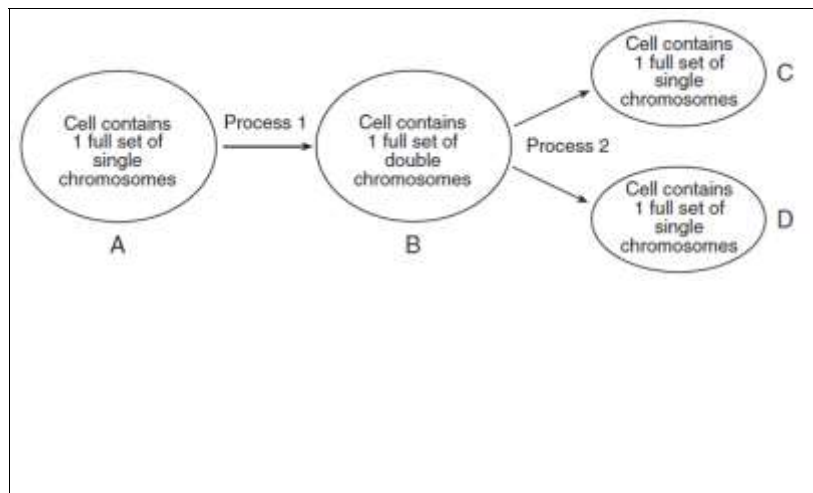 Cell contains
1 full set of
single
chromosomes
A
Process 1
Cell contains
1 full set of
double
chromosomes
B
Process 2
Cell contains
1 full set of
single
chromosomes
C
Cell contains
1 full set of
single
chromosomes
D